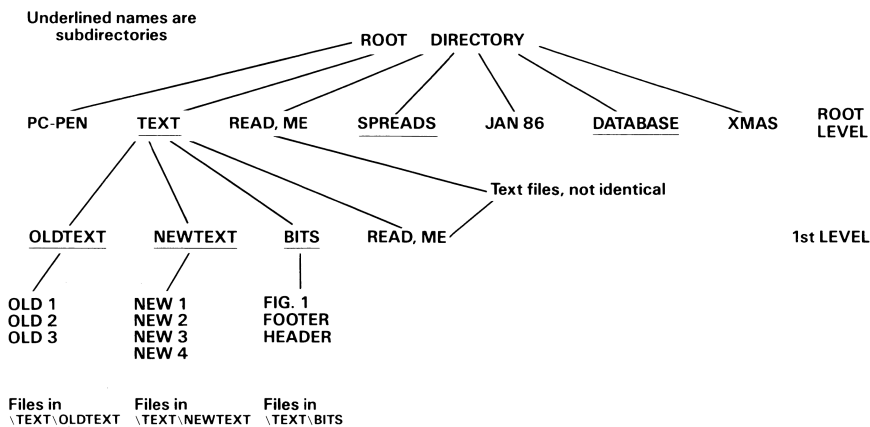 Underlined names are
subdirectories
ROOT DIRECTORY
PC-PEN TEXT READ, ME SPREADS JAN 86 DATABASE XMAS
ROOT
LEVEL
Text files, not identical
OLDTEXT NEWTEXT BITS READ, ME 1st LEVEL
OLD 1 NEW 1 FIG. 1
OLD 2 NEW 2 FOOTER
OLD 3 NEW 3 HEADER
NEW 4
Files in Files in Files in
\TEXT\OLDTEXT \TEXT\NEWTEXT \TEXT\BITS